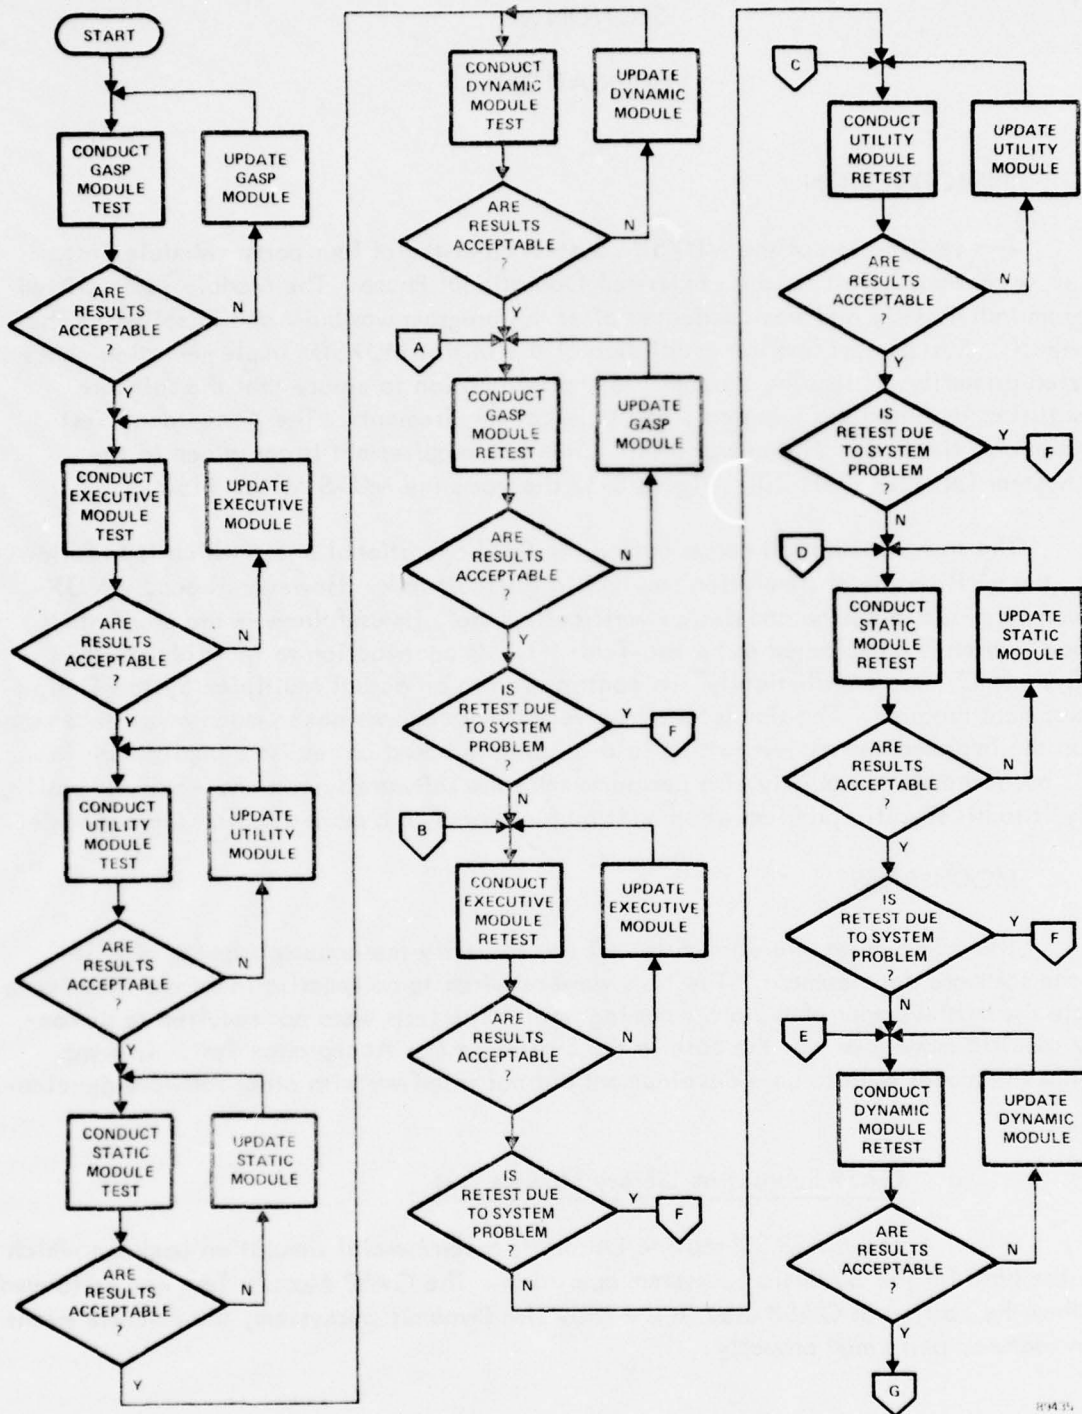 START
CONDUCT
GASP
MODULE
TEST
UPDATE
GASP
MODULE
ARE
RESULTS
ACCEPTABLE
?
N
Y
CONDUCT
EXECUTIVE
MODULE
TEST
UPDATE
EXECUTIVE
MODULE
ARE
RESULTS
ACCEPTABLE
?
N
Y
CONDUCT
UTILITY
MODULE
TEST
UPDATE
UTILITY
MODULE
ARE
RESULTS
ACCEPTABLE
?
N
Y
CONDUCT
STATIC
MODULE
TEST
UPDATE
STATIC
MODULE
ARE
RESULTS
ACCEPTABLE
?
N
Y
CONDUCT
DYNAMIC
MODULE
TEST
UPDATE
DYNAMIC
MODULE
ARE
RESULTS
ACCEPTABLE
?
N
Y
A
CONDUCT
GASP
MODULE
RETEST
UPDATE
GASP
MODULE
ARE
RESULTS
ACCEPTABLE
?
N
Y
IS
RETEST DUE
TO SYSTEM
PROBLEM
?
Y
F
N
B
CONDUCT
EXECUTIVE
MODULE
RETEST
UPDATE
EXECUTIVE
MODULE
ARE
RESULTS
ACCEPTABLE
?
N
Y
IS
RETEST DUE
TO SYSTEM
PROBLEM
?
Y
F
N
C
CONDUCT
UTILITY
MODULE
RETEST
UPDATE
UTILITY
MODULE
ARE
RESULTS
ACCEPTABLE
?
N
Y
IS
RETEST DUE
TO SYSTEM
PROBLEM
?
Y
F
N
D
CONDUCT
STATIC
MODULE
RETEST
UPDATE
STATIC
MODULE
ARE
RESULTS
ACCEPTABLE
?
N
Y
IS
RETEST DUE
TO SYSTEM
PROBLEM
?
Y
F
N
E
CONDUCT
DYNAMIC
MODULE
RETEST
UPDATE
DYNAMIC
MODULE
ARE
RESULTS
ACCEPTABLE
?
N
Y
G